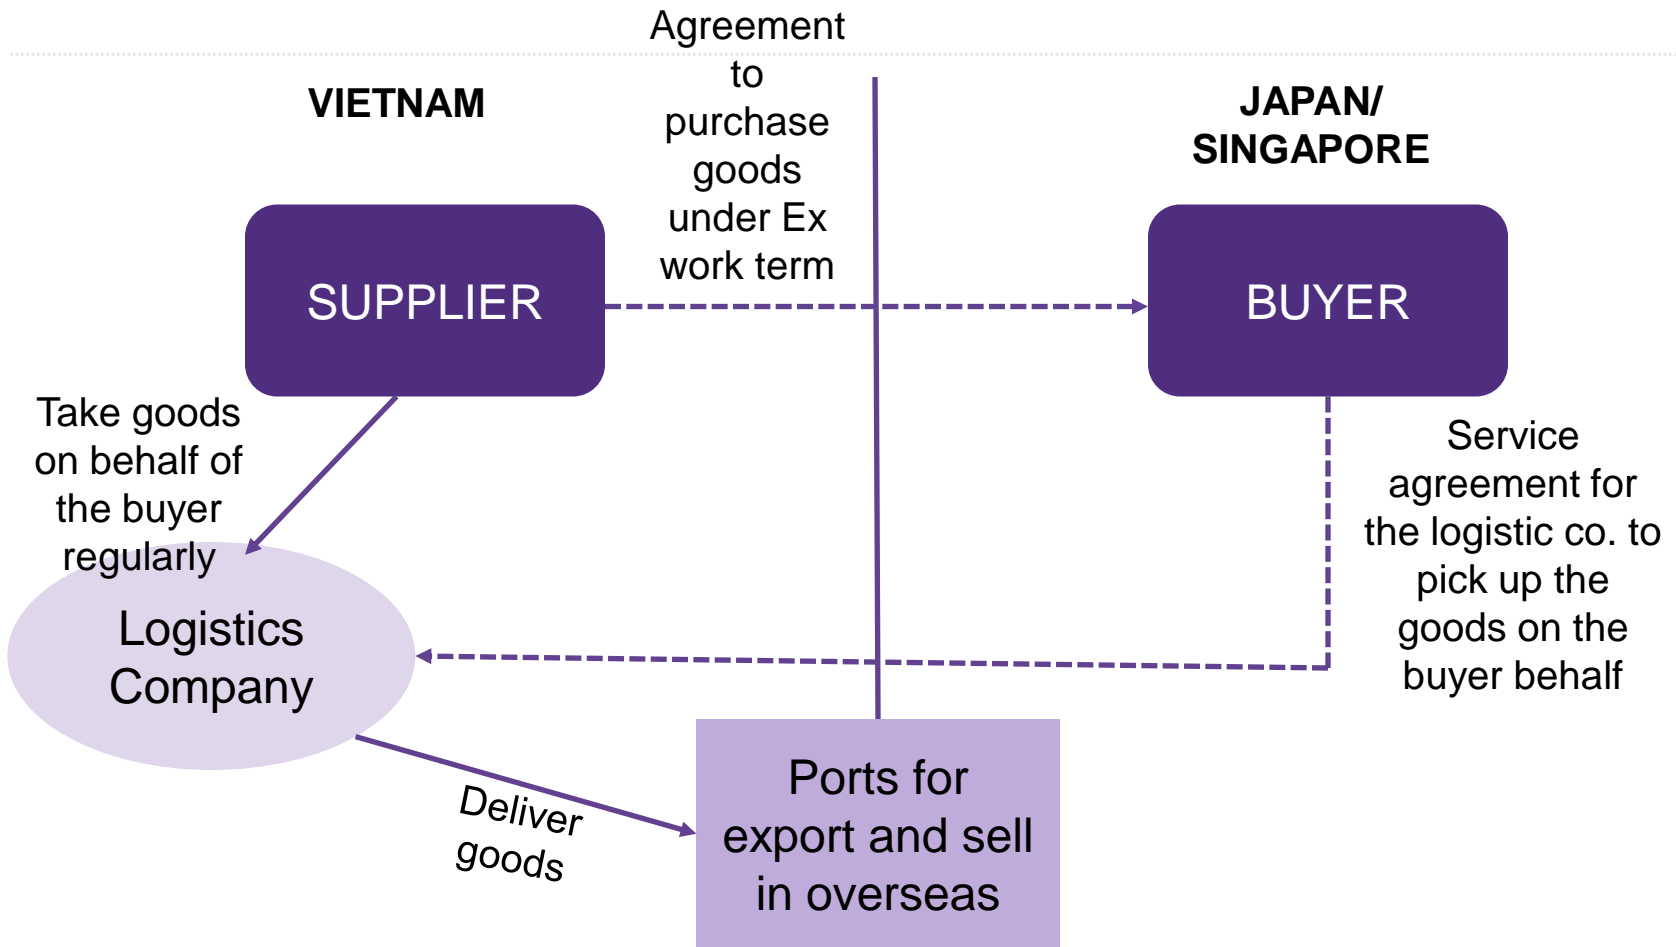 Agreement
to
purchase
goods
under Ex
work term
VIETNAM
JAPAN/
SINGAPORE
SUPPLIER
BUYER
Take goods
on behalf of
the buyer
regularly
Service
agreement for
the logistic co. to
pick up the
goods on the
buyer behalf
Logistics
Company
Deliver
goods
Ports for
export and sell
in overseas